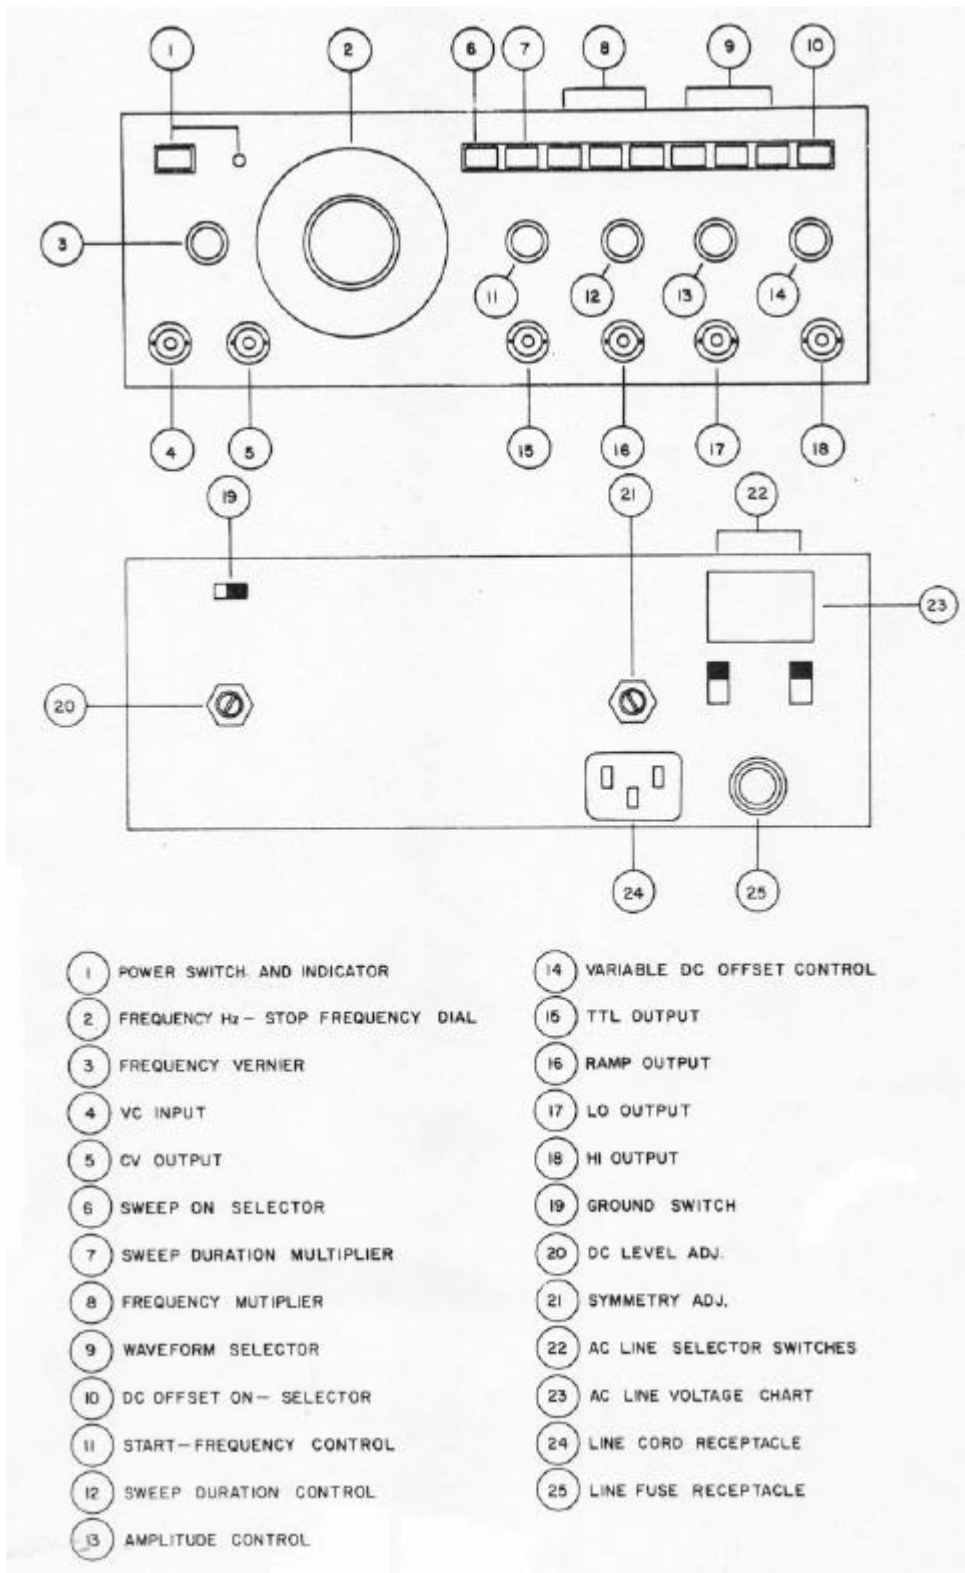 1 2 6 7 8 9 10
3
11 12 13 14
4 5 15 16 17 18
19 21 22
23
20
24 25
1 POWER SWITCH AND INDICATOR
2 FREQUENCY Hz - STOP FREQUENCY DIAL
3 FREQUENCY VERNIER
4 VC INPUT
5 CV OUTPUT
6 SWEEP ON SELECTOR
7 SWEEP DURATION MULTIPLIER
8 FREQUENCY MUTIPLIER
9 WAVEFORM SELECTOR
10 DC OFFSET ON - SELECTOR
11 START-FREQUENCY CONTROL
12 SWEEP DURATION CONTROL
13 AMPLITUDE CONTROL
14 VARIABLE DC OFFSET CONTROL
15 TTL OUTPUT
16 RAMP OUTPUT
17 LO OUTPUT
18 HI OUTPUT
19 GROUND SWITCH
20 DC LEVEL ADJ.
21 SYMMETRY ADJ.
22 AC LINE SELECTOR SWITCHES
23 AC LINE VOLTAGE CHART
24 LINE CORD RECEPTACLE
25 LINE FUSE RECEPTACLE